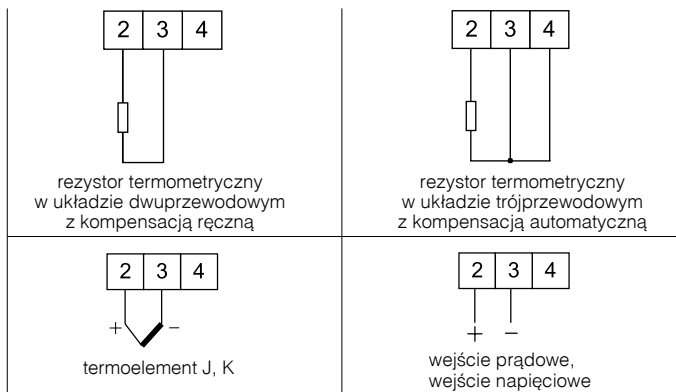 2 3 4
rezystor termometryczny
w układzie dwuprzewodowym
z kompensacją ręczną
2 3 4
rezystor termometryczny
w układzie trójprzewodowym
z kompensacją automatyczną
2 3 4
+ −
termoelement J, K
2 3 4
+ −
wejście prądowe,
wejście napięciowe